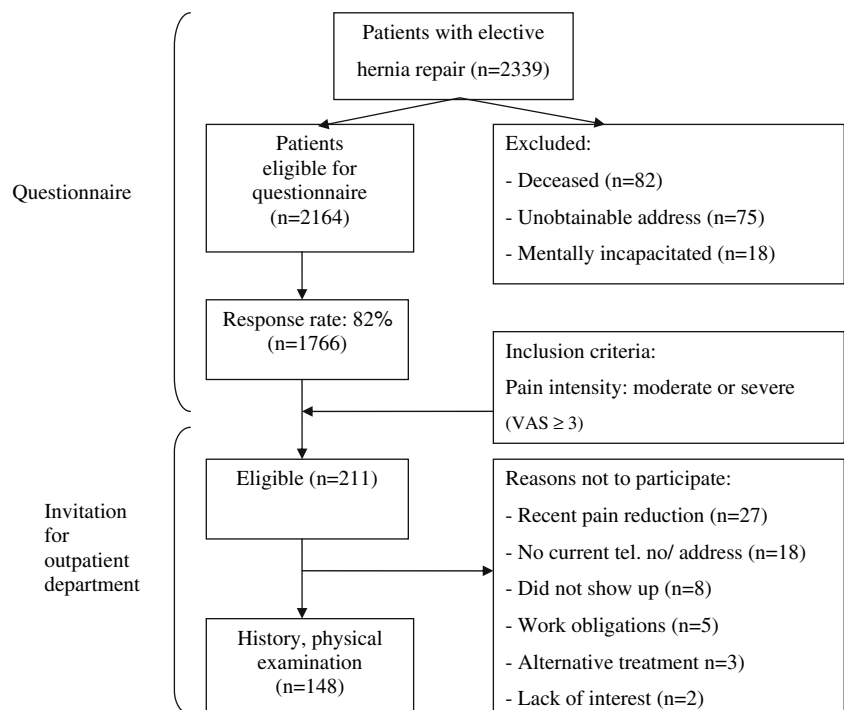 Patients with elective
hernia repair (n=2339)
Questionnaire
Patients
eligible for
questionnaire
(n=2164)
Excluded:
- Deceased (n=82)
- Unobtainable address (n=75)
- Mentally incapacitated (n=18)
Response rate: 82%
(n=1766)
Inclusion criteria:
Pain intensity: moderate or severe
(VAS ≥ 3)
Invitation
for
outpatient
department
Eligible (n=211)
Reasons not to participate:
- Recent pain reduction (n=27)
- No current tel. no/ address (n=18)
- Did not show up (n=8)
- Work obligations (n=5)
- Alternative treatment n=3)
- Lack of interest (n=2)
History, physical
examination
(n=148)